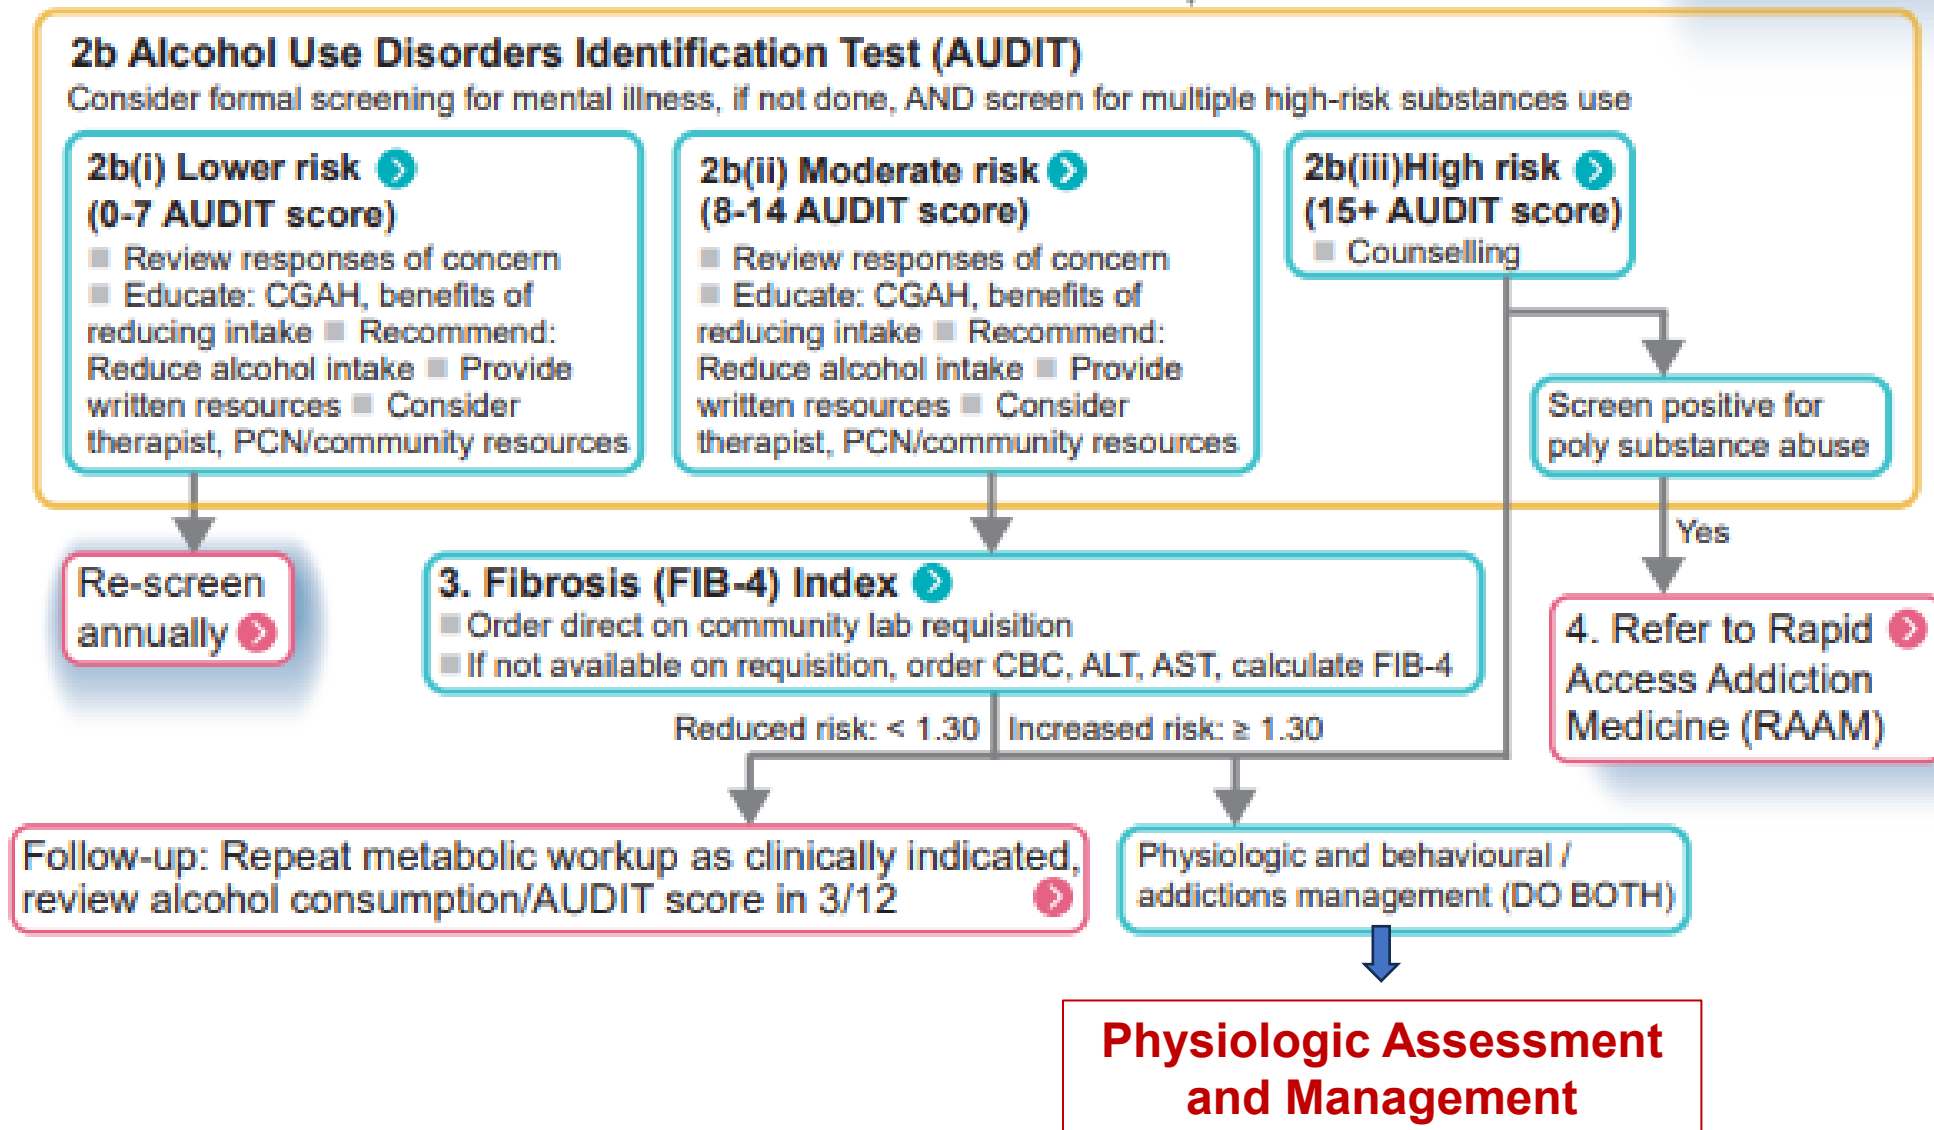 2b Alcohol Use Disorders Identification Test (AUDIT)
Consider formal screening for mental illness, if not done, AND screen for multiple high-risk substances use
2b(i) Lower risk
(0-7 AUDIT score)
■ Review responses of concern
■ Educate: CGAH, benefits of
reducing intake ■ Recommend:
Reduce alcohol intake ■ Provide
written resources ■ Consider
therapist, PCN/community resources
2b(ii) Moderate risk
(8-14 AUDIT score)
■ Review responses of concern
■ Educate: CGAH, benefits of
reducing intake ■ Recommend:
Reduce alcohol intake ■ Provide
written resources ■ Consider
therapist, PCN/community resources
2b(iii)High risk
(15+ AUDIT score)
■ Counselling
Screen positive for
poly substance abuse
Yes
Re-screen
annually
3. Fibrosis (FIB-4) Index
■ Order direct on community lab requisition
■ If not available on requisition, order CBC, ALT, AST, calculate FIB-4
4. Refer to Rapid
Access Addiction
Medicine (RAAM)
Reduced risk: < 1.30
Increased risk: ≥ 1.30
Follow-up: Repeat metabolic workup as clinically indicated,
review alcohol consumption/AUDIT score in 3/12
Physiologic and behavioural /
addictions management (DO BOTH)
Physiologic Assessment
and Management